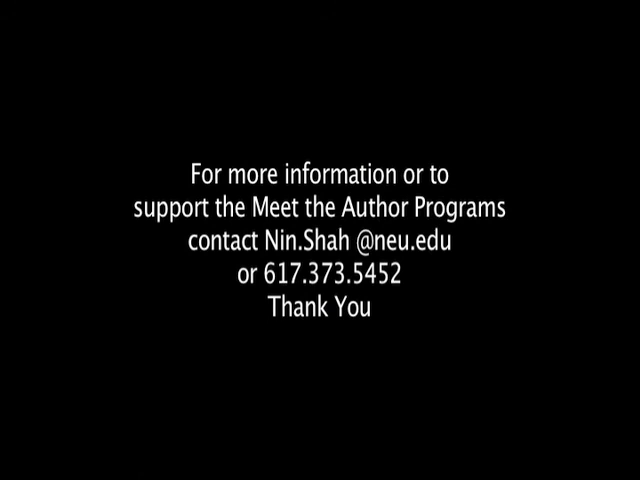 For more information or to
support the Meet the Author Programs
contact Nin.Shah @neu.edu
or 617.373.5452
Thank You